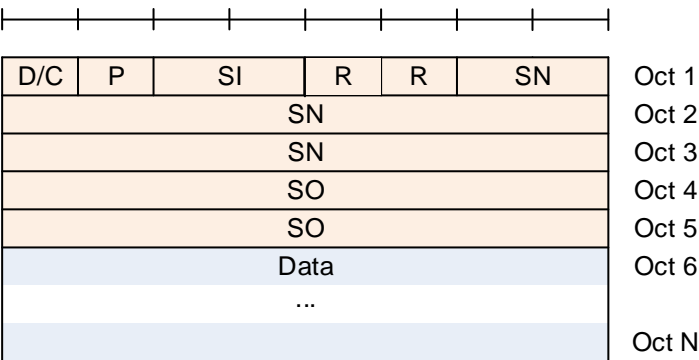 D/C P SI R R SN Oct 1
SN Oct 2
SN Oct 3
SO Oct 4
SO Oct 5
Data Oct 6
...
Oct N